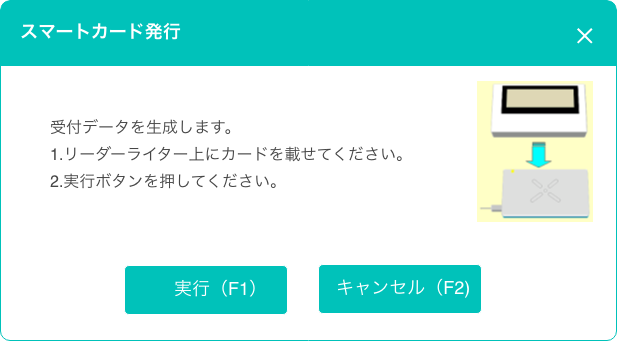 スマートカード発行
受付データを生成します。
1.リーダーライター上にカードを載せてください。
2.実行ボタンを押してください。
実行（F1）
キャンセル（F2)